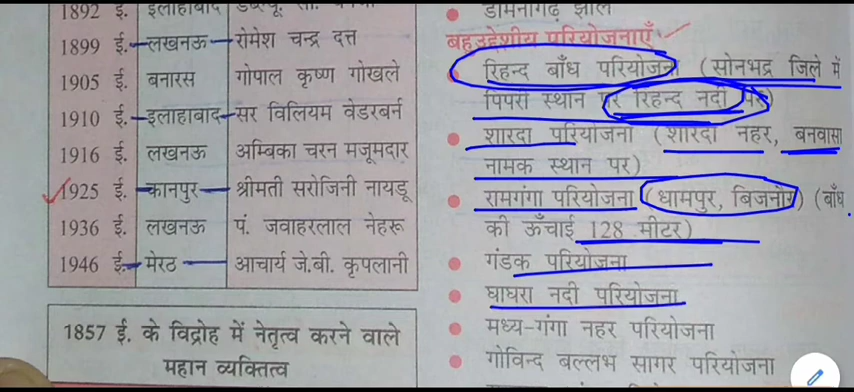 1892 ई. इलाहाबाद डब्ल्यू. सी. बनर्जी
1899 ई. लखनऊ रोमेश चन्द्र दत्त
1905 ई. बनारस गोपाल कृष्ण गोखले
1910 ई. इलाहाबाद सर विलियम वेडरबर्न
1916 ई. लखनऊ अम्बिका चरन मजूमदार
1925 ई. कानपुर श्रीमती सरोजिनी नायडू
1936 ई. लखनऊ पं. जवाहरलाल नेहरू
1946 ई. मेरठ आचार्य जे.बी. कृपलानी
1857 ई. के विद्रोह में नेतृत्व करने वाले
महान व्यक्तित्व
डोमनगढ़ झील
बहुउद्देशीय परियोजनाएँ
रिहन्द बाँध परियोजना (सोनभद्र जिले में
पिपरी स्थान पर रिहन्द नदी पर)
शारदा परियोजना (शारदा नहर, बनवासा
नामक स्थान पर)
रामगंगा परियोजना (धामपुर, बिजनौर) (बाँध
की ऊँचाई 128 मीटर)
गंडक परियोजना
घाघरा नदी परियोजना
मध्य-गंगा नहर परियोजना
गोविन्द बल्लभ सागर परियोजना